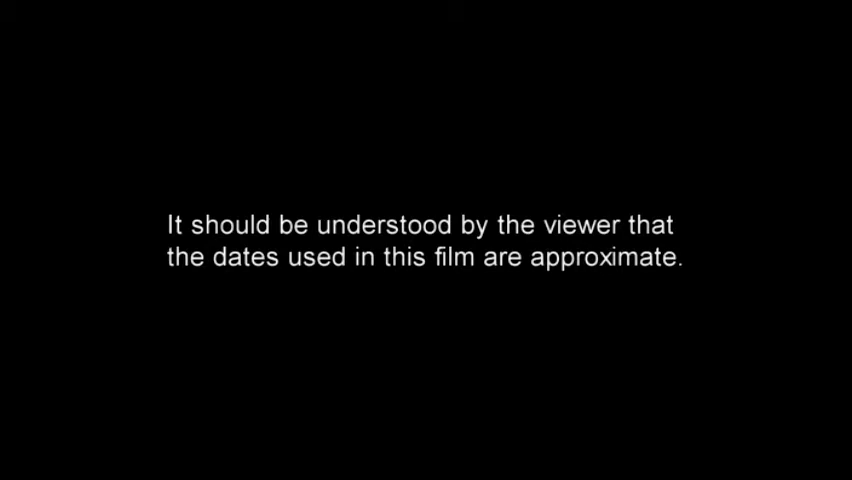 It should be understood by the viewer that
the dates used in this film are approximate.